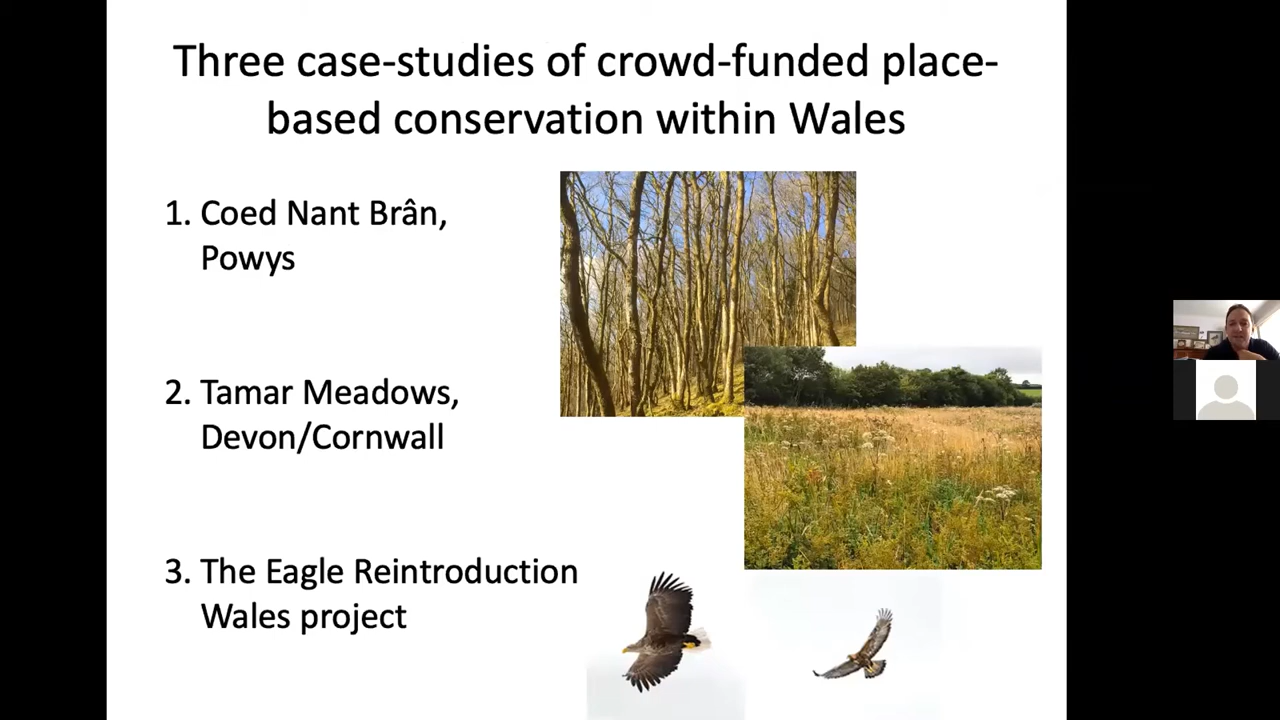 Three case-studies of crowd-funded place-
based conservation within Wales
1. Coed Nant Brân,
Powys
2. Tamar Meadows,
Devon/Cornwall
3. The Eagle Reintroduction
Wales project